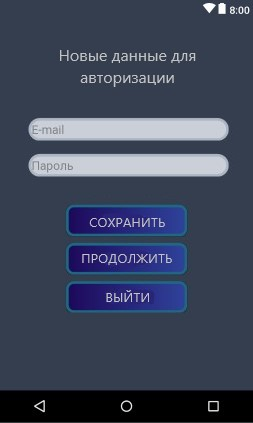 8:00
Новые данные для
авторизации
E-mail
Пароль
СОХРАНИТЬ
ПРОДОЛЖИТЬ
ВЫЙТИ